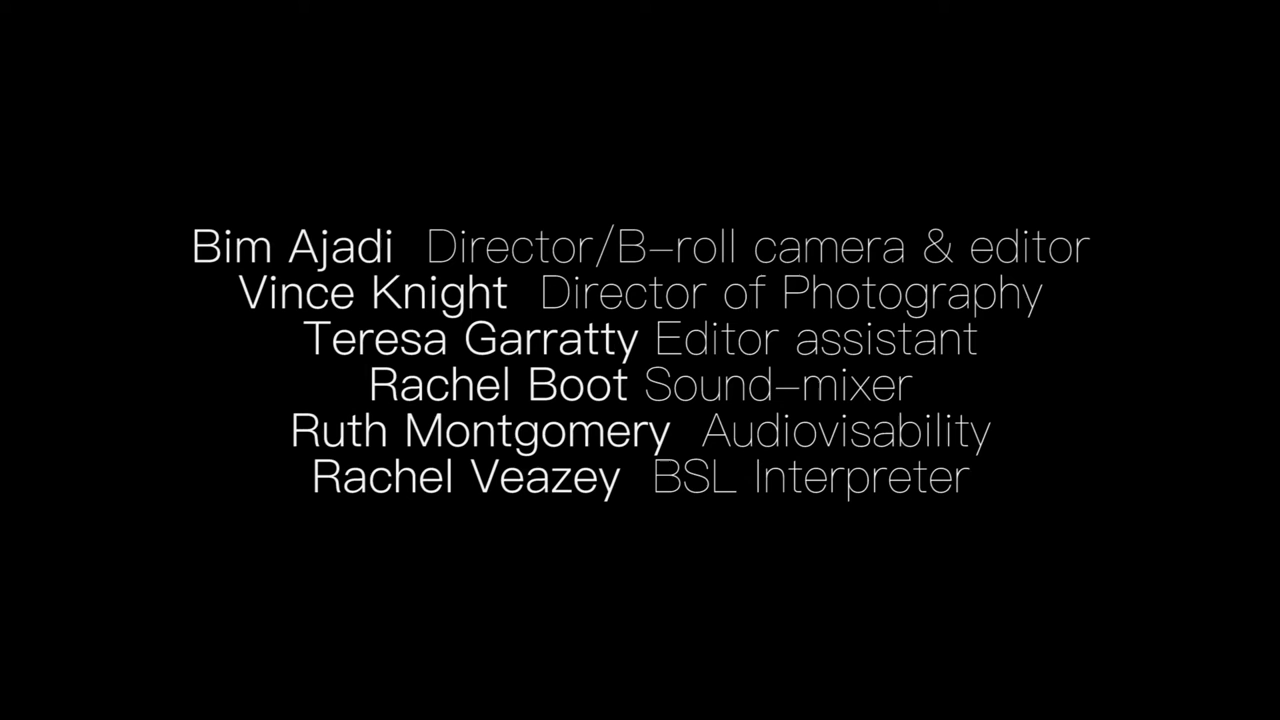 Bim Ajadi Director/B-roll camera & editor
Vince Knight Director of Photography
Teresa Garratty Editor assistant
Rachel Boot Sound-mixer
Ruth Montgomery Audiovisability
Rachel Veazey BSL Interpreter